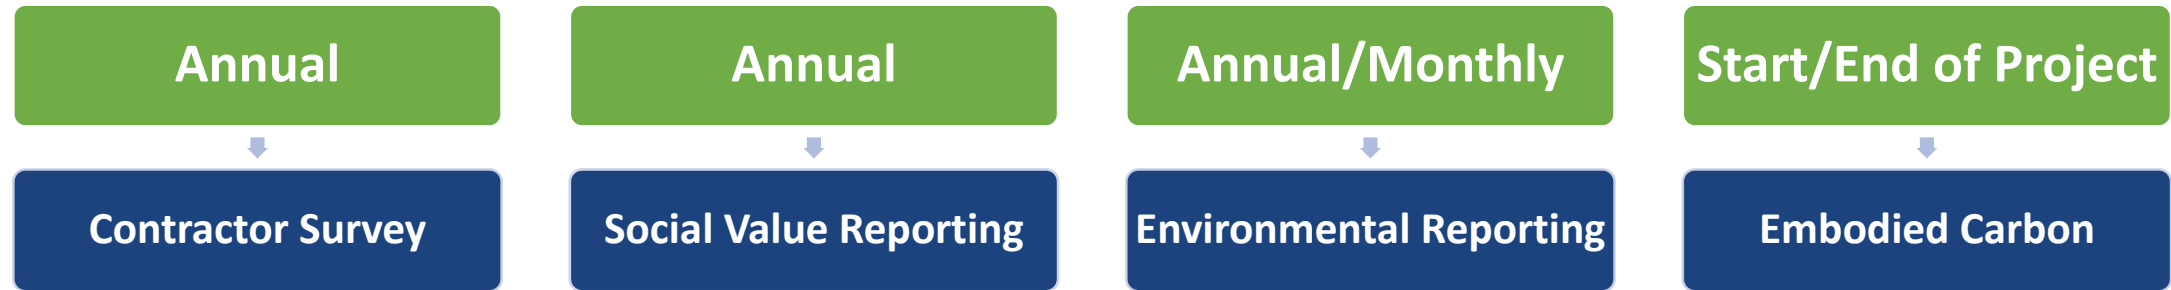 Annual
Annual
Annual/Monthly
Start/End of Project
Contractor Survey
Social Value Reporting
Environmental Reporting
Embodied Carbon